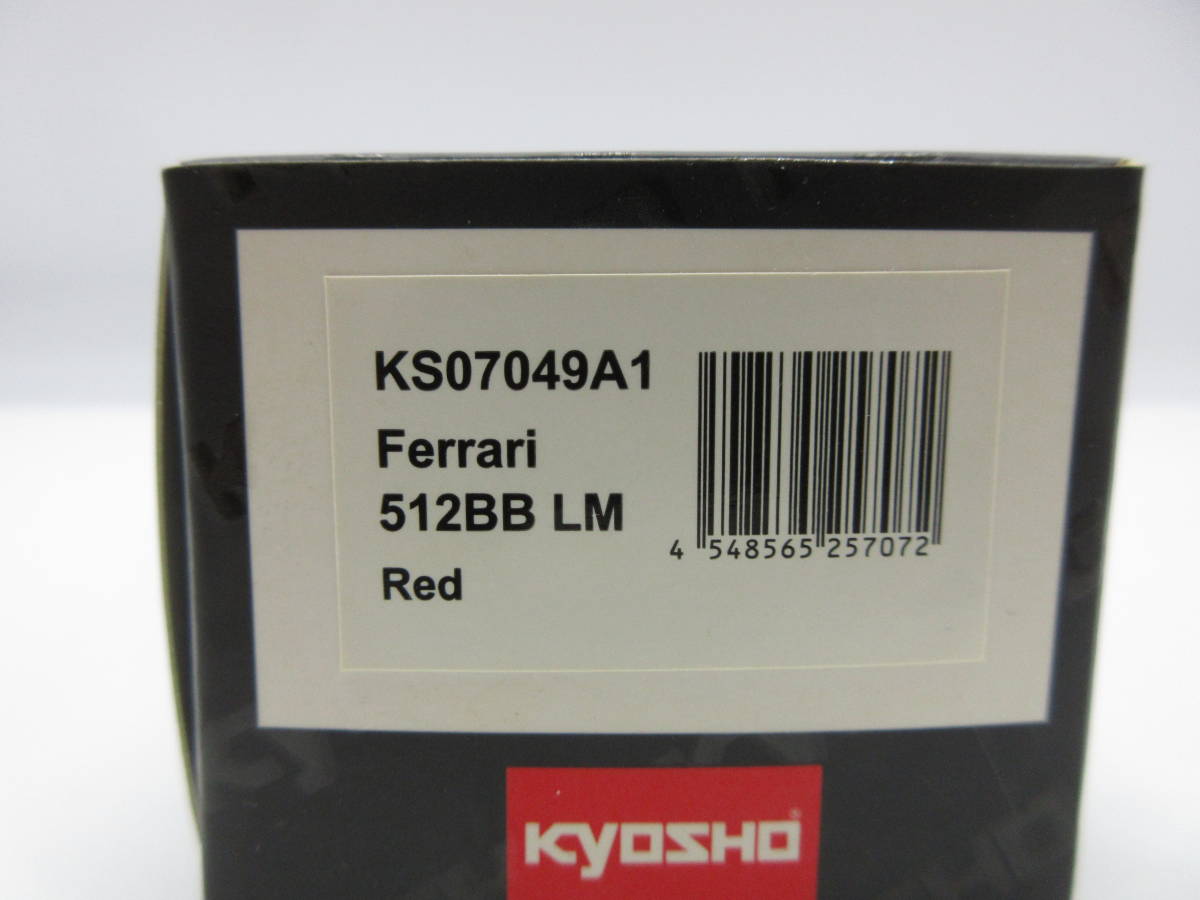 KS07049A1
Ferrari
512BB LM
Red
4 548565 257072
KYOSHO®